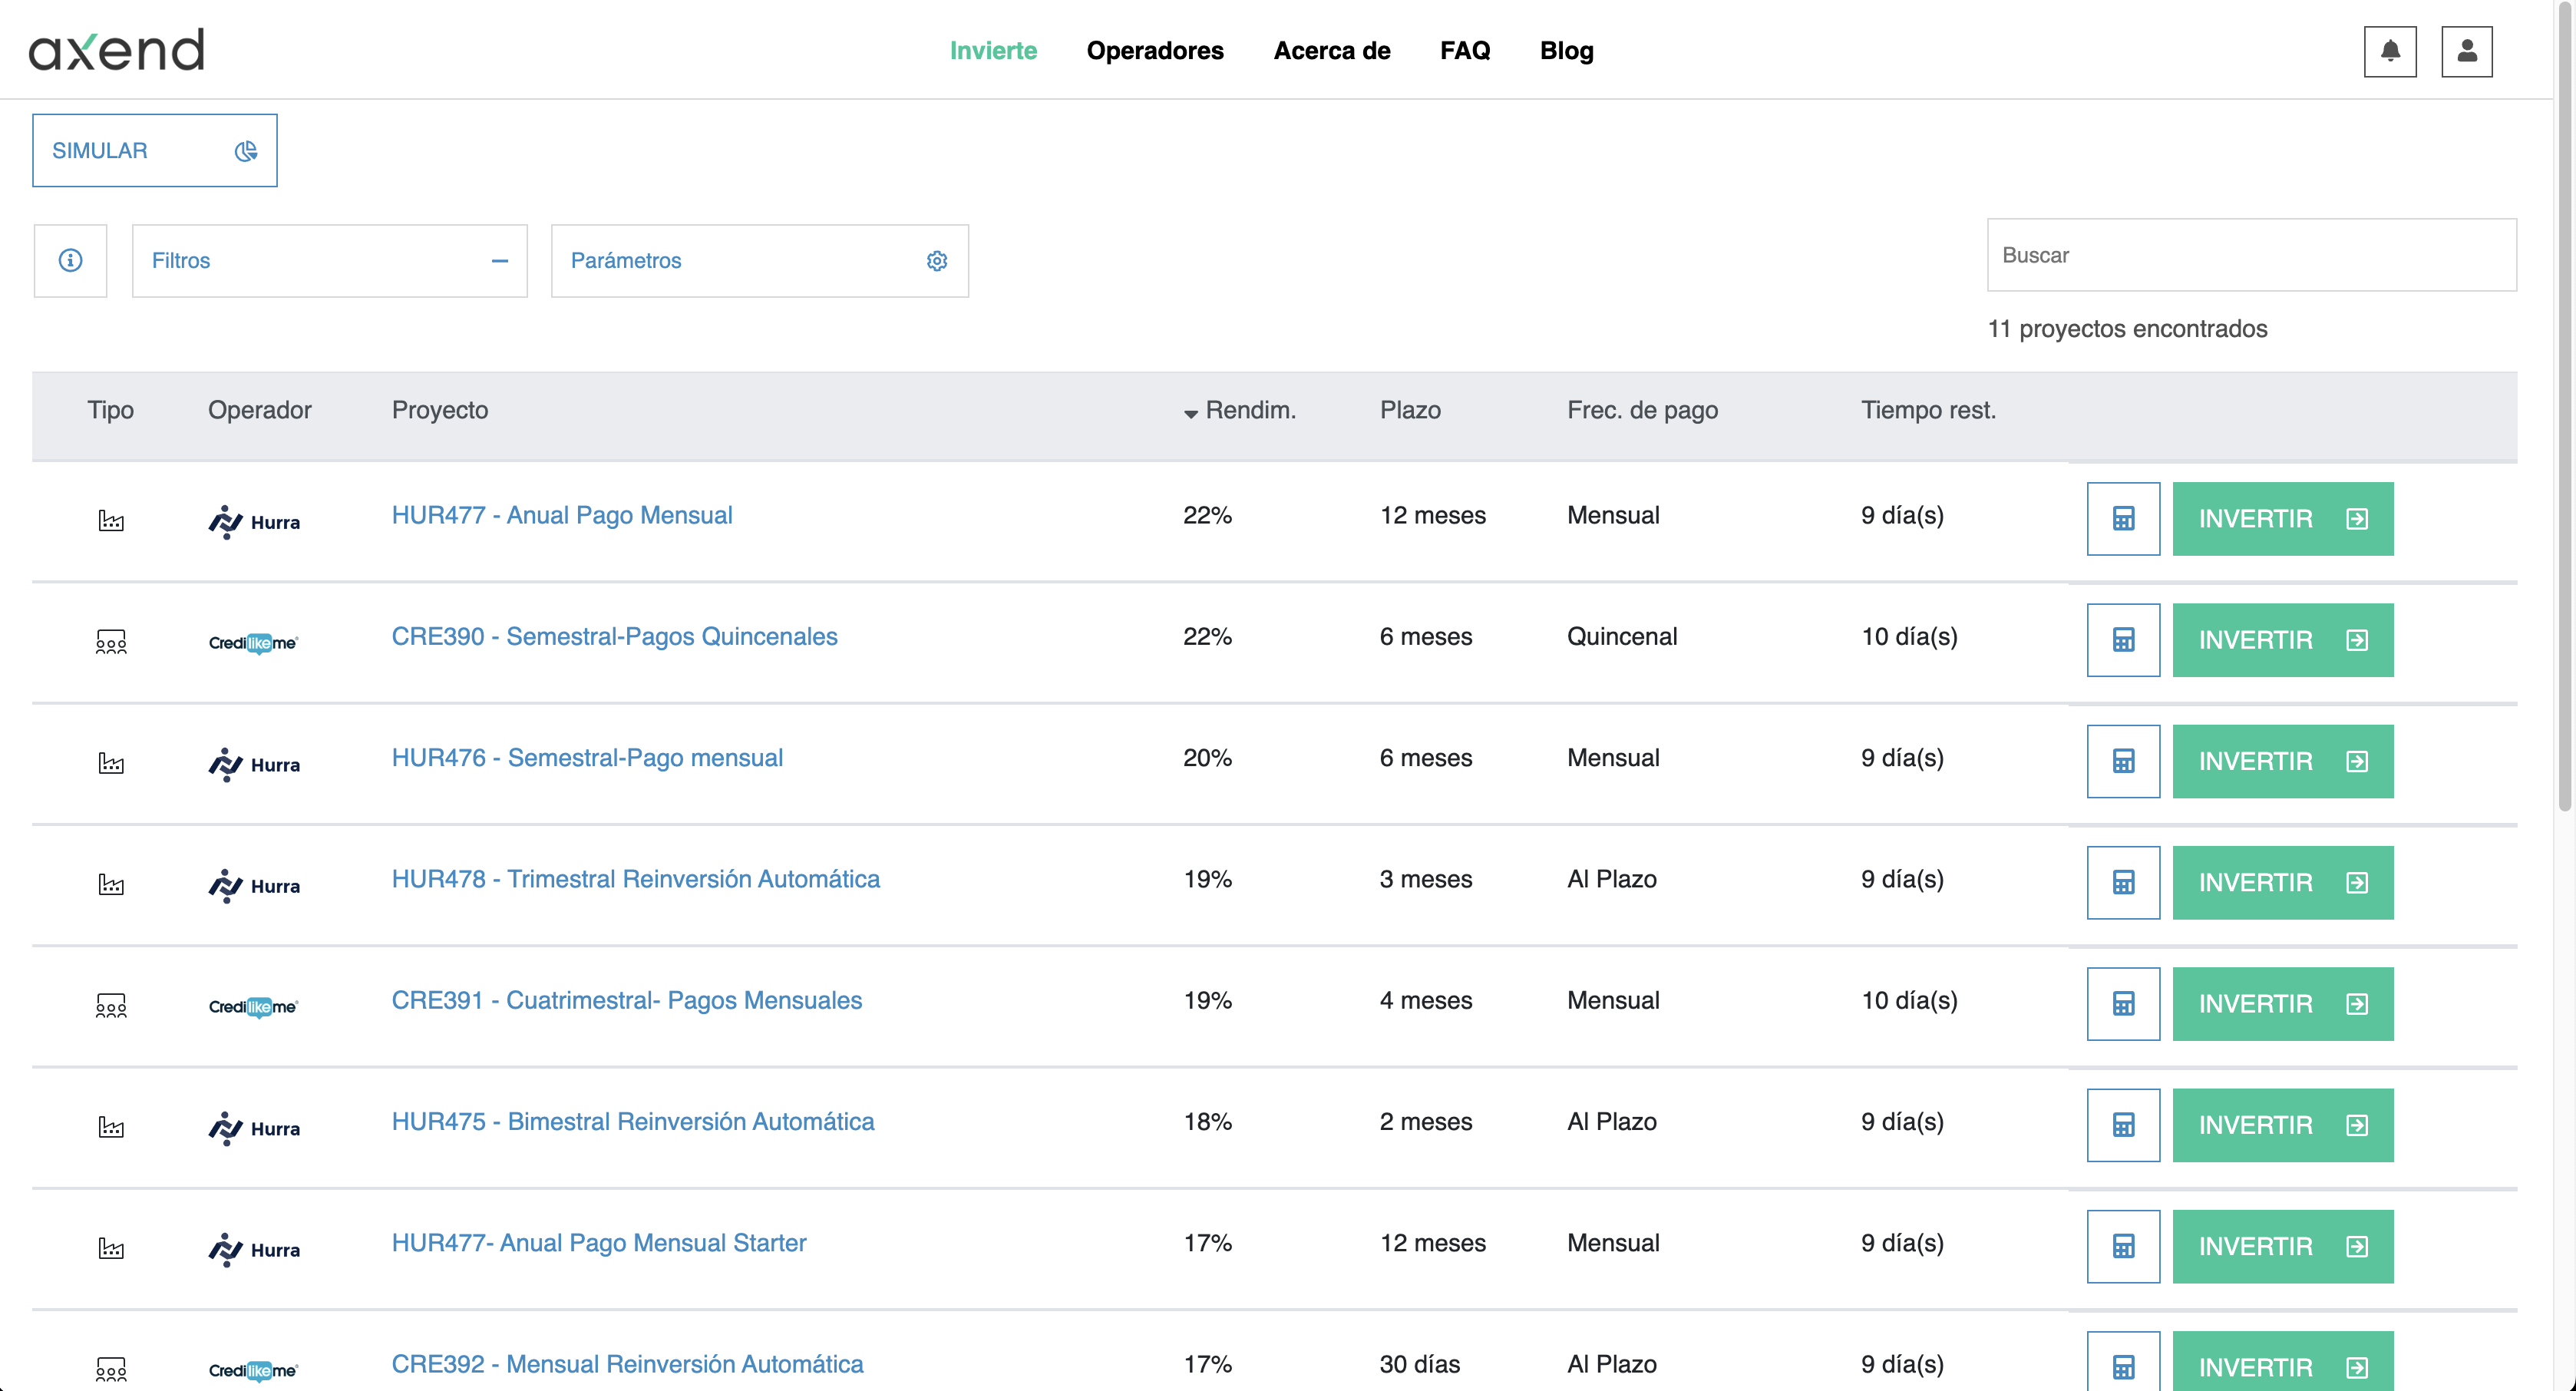 axend
Invierte Operadores Acerca de FAQ Blog
SIMULAR
Filtros Parámetros Buscar
11 proyectos encontrados
Tipo Operador Proyecto Rendim. Plazo Frec. de pago Tiempo rest.
Hurra HUR477 - Anual Pago Mensual 22% 12 meses Mensual 9 día(s) INVERTIR
Credilikeme® CRE390 - Semestral-Pagos Quincenales 22% 6 meses Quincenal 10 día(s) INVERTIR
Hurra HUR476 - Semestral-Pago mensual 20% 6 meses Mensual 9 día(s) INVERTIR
Hurra HUR478 - Trimestral Reinversión Automática 19% 3 meses Al Plazo 9 día(s) INVERTIR
Credilikeme® CRE391 - Cuatrimestral- Pagos Mensuales 19% 4 meses Mensual 10 día(s) INVERTIR
Hurra HUR475 - Bimestral Reinversión Automática 18% 2 meses Al Plazo 9 día(s) INVERTIR
Hurra HUR477- Anual Pago Mensual Starter 17% 12 meses Mensual 9 día(s) INVERTIR
Credilikeme® CRE392 - Mensual Reinversión Automática 17% 30 días Al Plazo 9 día(s) INVERTIR